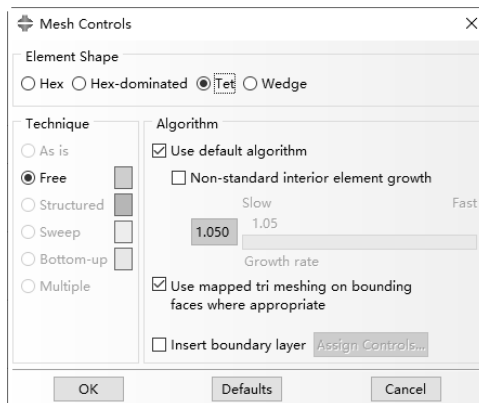 Mesh Controls
Element Shape
Hex Hex-dominated Tet Wedge
Technique
As is
Free
Structured
Sweep
Bottom-up
Multiple
Algorithm
Use default algorithm
Non-standard interior element growth
Slow Fast
1.050 1.05
Growth rate
Use mapped tri meshing on bounding
faces where appropriate
Insert boundary layer Assign Controls...
OK Defaults Cancel